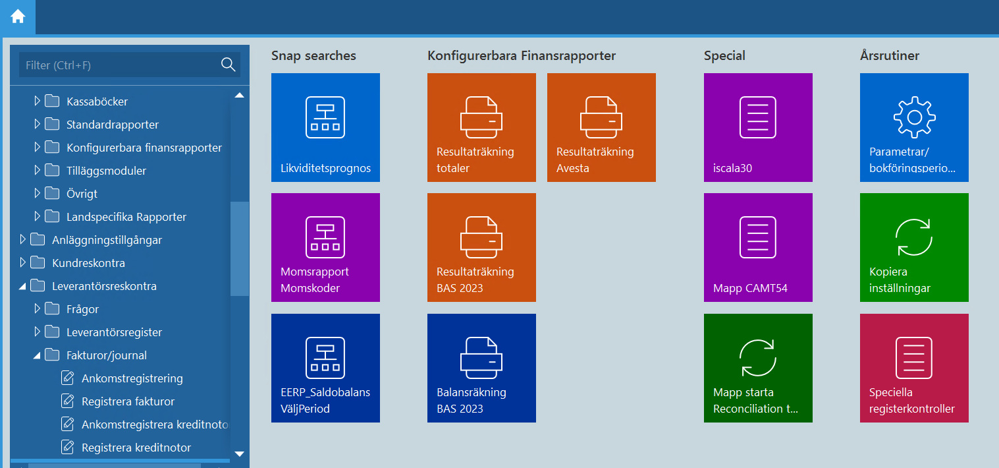 Filter (Ctrl+F)
Kassaböcker
Standardrapporter
Konfigurerbara finansrapporter
Tilläggsmoduler
Övrigt
Landspecifika Rapporter
Anläggningstillgångar
Kundreskontra
Leverantörsreskontra
Frågor
Leverantörsregister
Fakturor/journal
Ankomstregistrering
Registrera fakturor
Ankomstregistrera kreditnoto
Registrera kreditnotor
Snap searches
Likviditetsprognos
Momsrapport
Momskoder
EERP_Saldobalans
VäljPeriod
Konfigurerbara Finansrapporter
Resultaträkning
totaler
Resultaträkning
Avesta
Resultaträkning
BAS 2023
Balansräkning
BAS 2023
Special
iscala30
Mapp CAMT54
Mapp starta
Reconciliation t...
Årsrutiner
Parametrar/
bokföringsperio...
Kopiera
inställningar
Speciella
registerkontroller